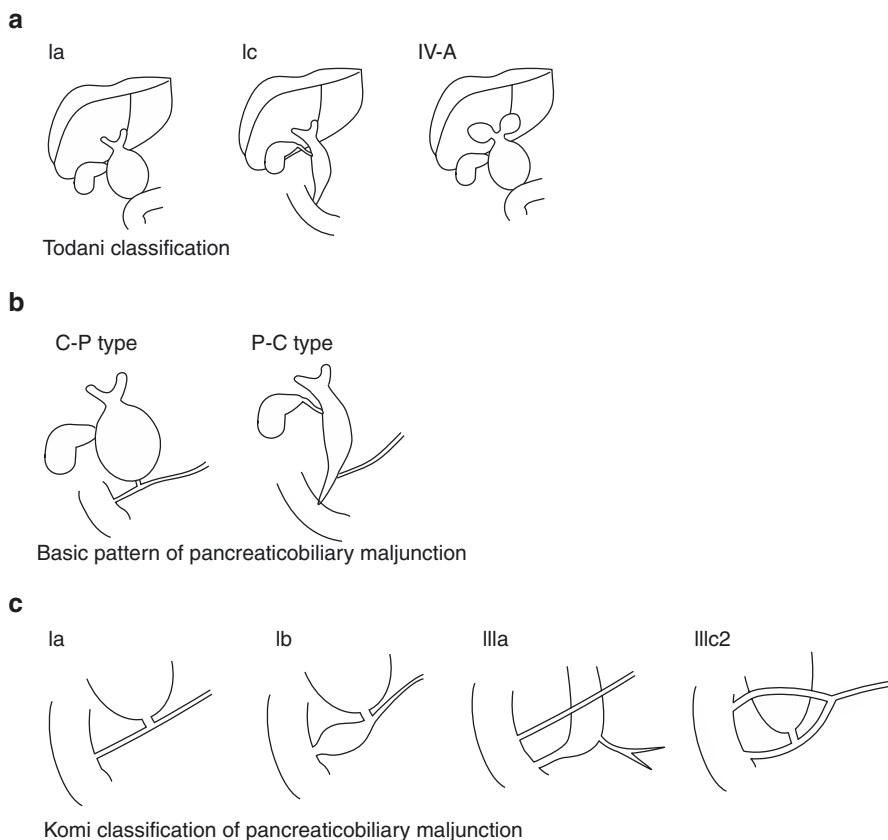 a
Ia Ic IV-A
Todani classification
b
C-P type P-C type
Basic pattern of pancreaticobiliary maljunction
c
Ia Ib IIIa IIIc2
Komi classification of pancreaticobiliary maljunction